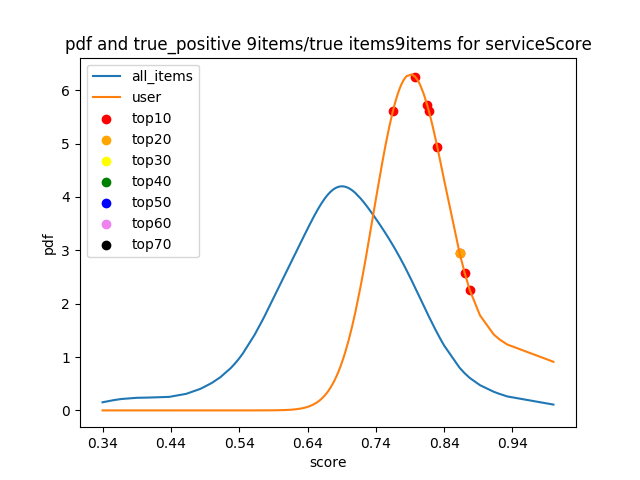 pdf and true_positive 9items/true items9items for serviceScore
all_items
user
top10
top20
top30
top40
top50
top60
top70
pdf
6
5
4
3
2
1
0
0.34 0.44 0.54 0.64 0.74 0.84 0.94
score